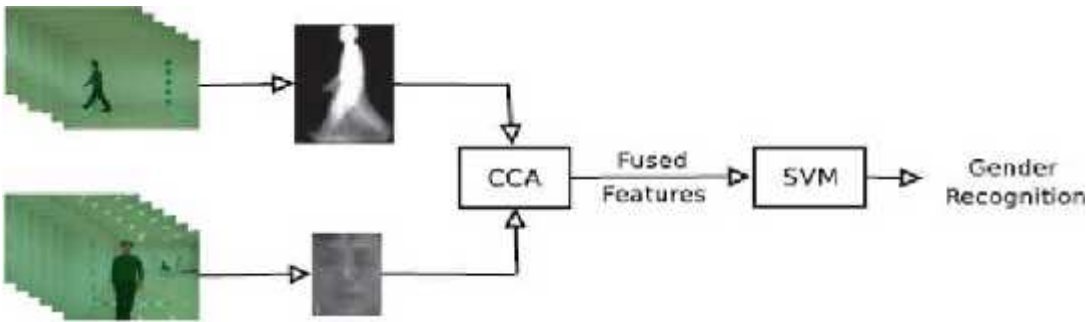 CCA
Fused
Features
SVM
Gender
Recognition